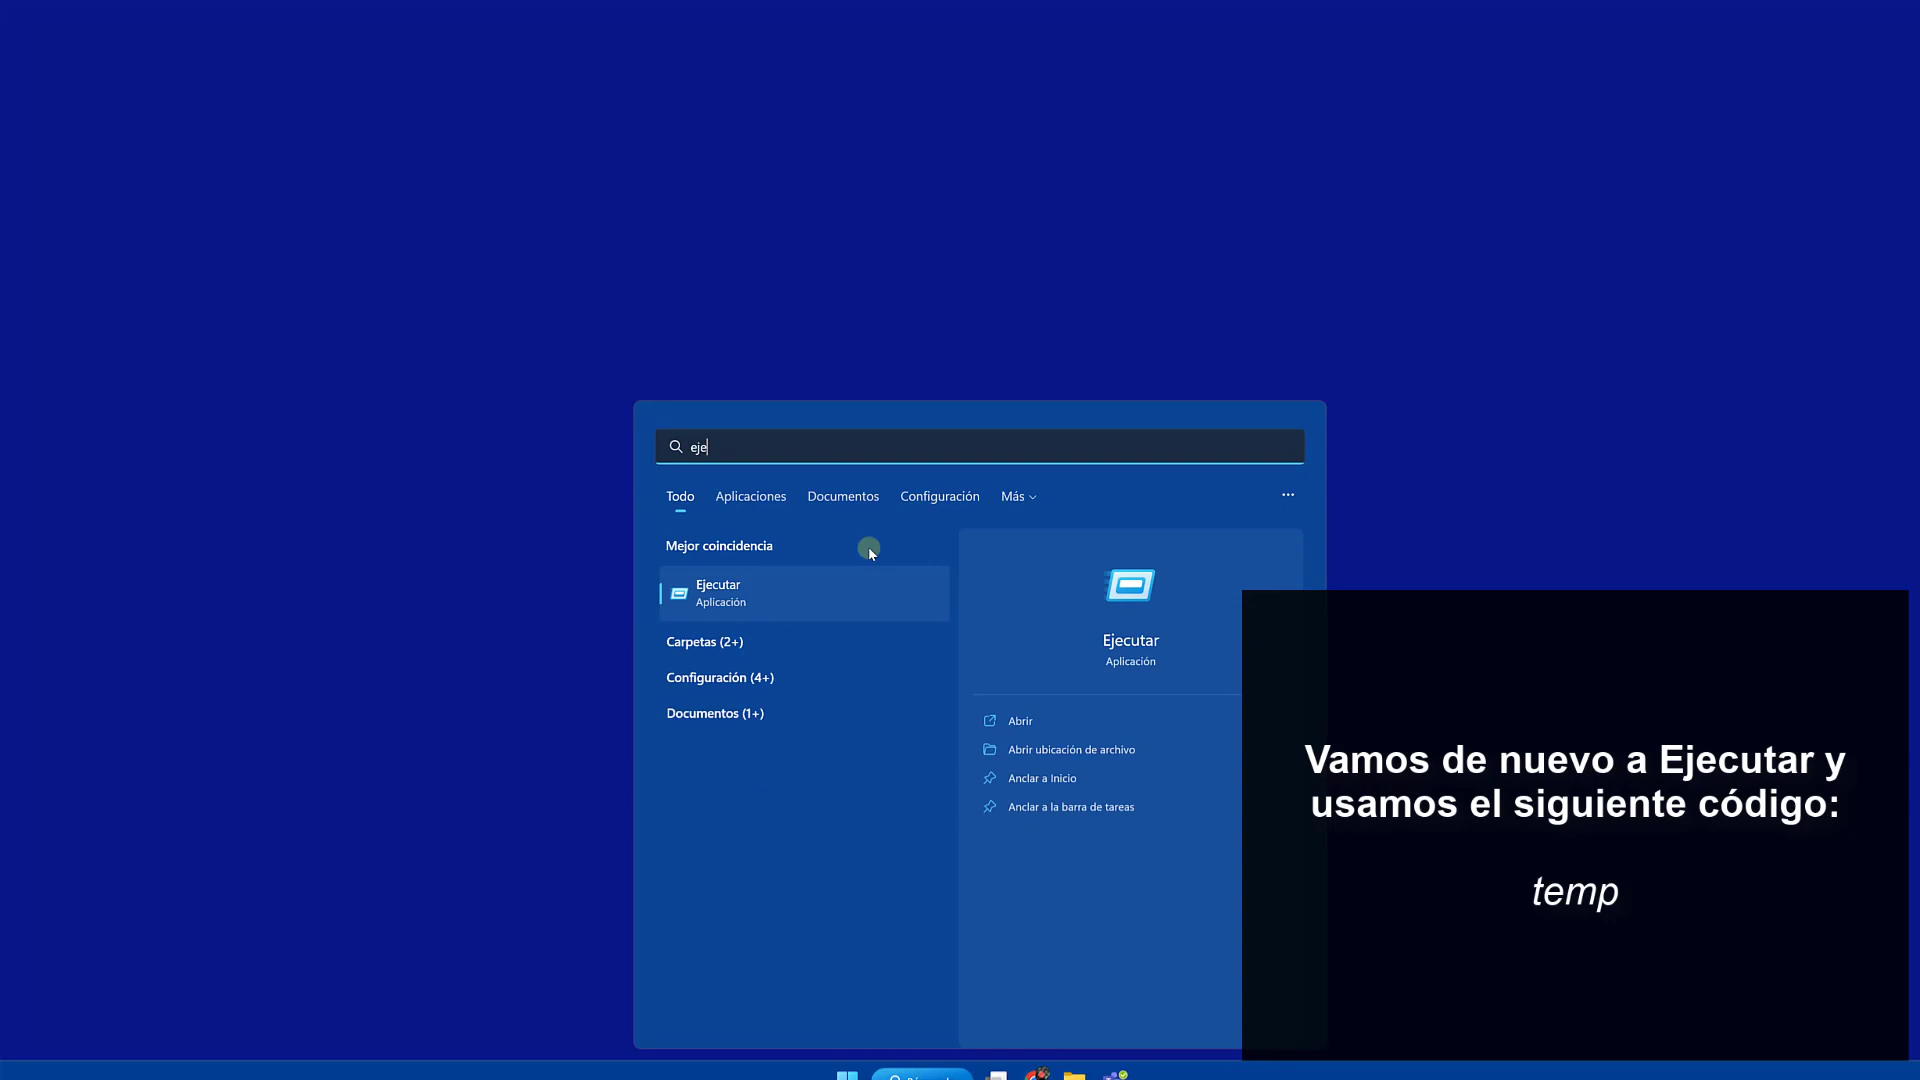 eje
Todo Aplicaciones Documentos Configuración Más
Mejor coincidencia
Ejecutar
Aplicación
Carpetas (2+)
Configuración (4+)
Documentos (1+)
Ejecutar
Aplicación
Abrir
Abrir ubicación de archivo
Anclar a Inicio
Anclar a la barra de tareas
Vamos de nuevo a Ejecutar y
usamos el siguiente código:
temp